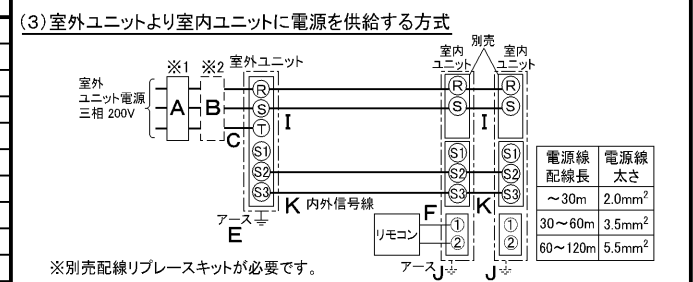 (3)室外ユニットより室内ユニットに電源を供給する方式
※1 ※2 室外ユニット
室内ユニット 別売 室内ユニット
室外
ユニット電源
三相 200V
A B C
R
S
T
S1
S2
S3
I
R
S
S1
S2
S3
I
R
S
S1
S2
S3
K 内外信号線
F
K
アース
E
リモコン
①
②
①
②
アース J
J
電源線配線長 電源線太さ
~30m 2.0mm²
30~60m 3.5mm²
60~120m 5.5mm²
※別売配線リプレースキットが必要です。